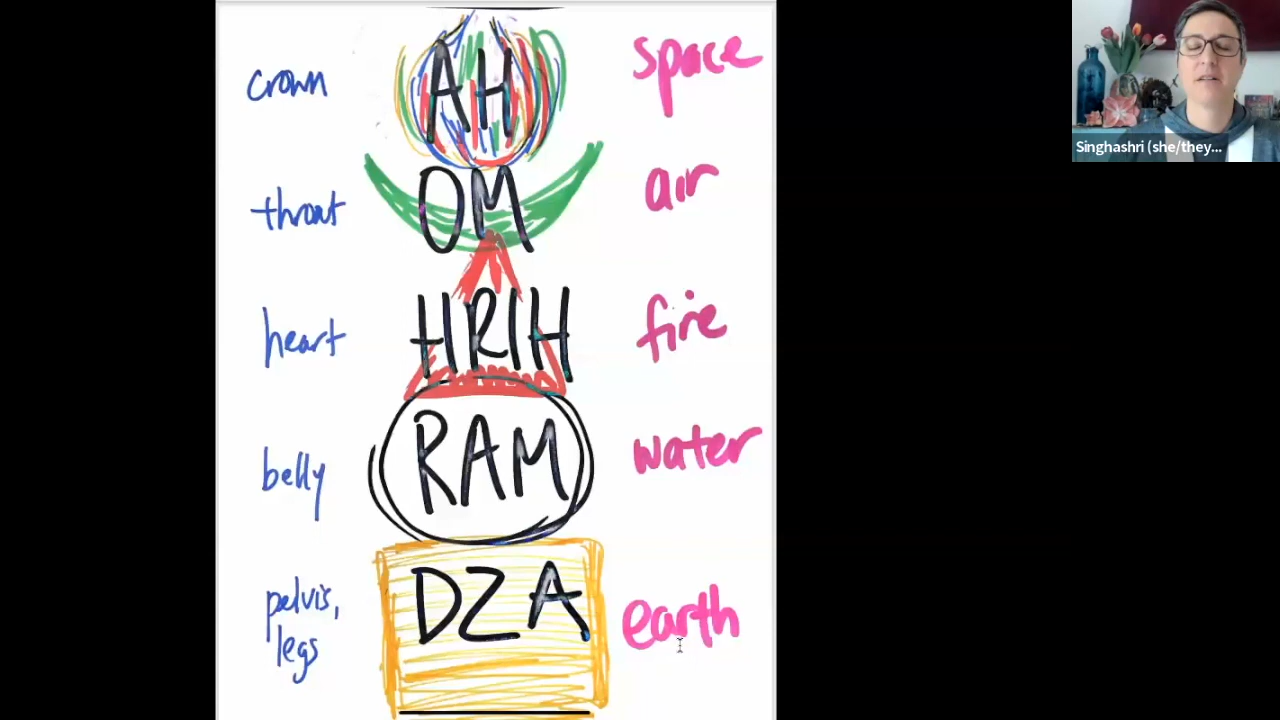 crown AH space
throat OM air
heart HRIH fire
belly RAM water
pelvis, legs DZA earth
Singhashri (she/they...